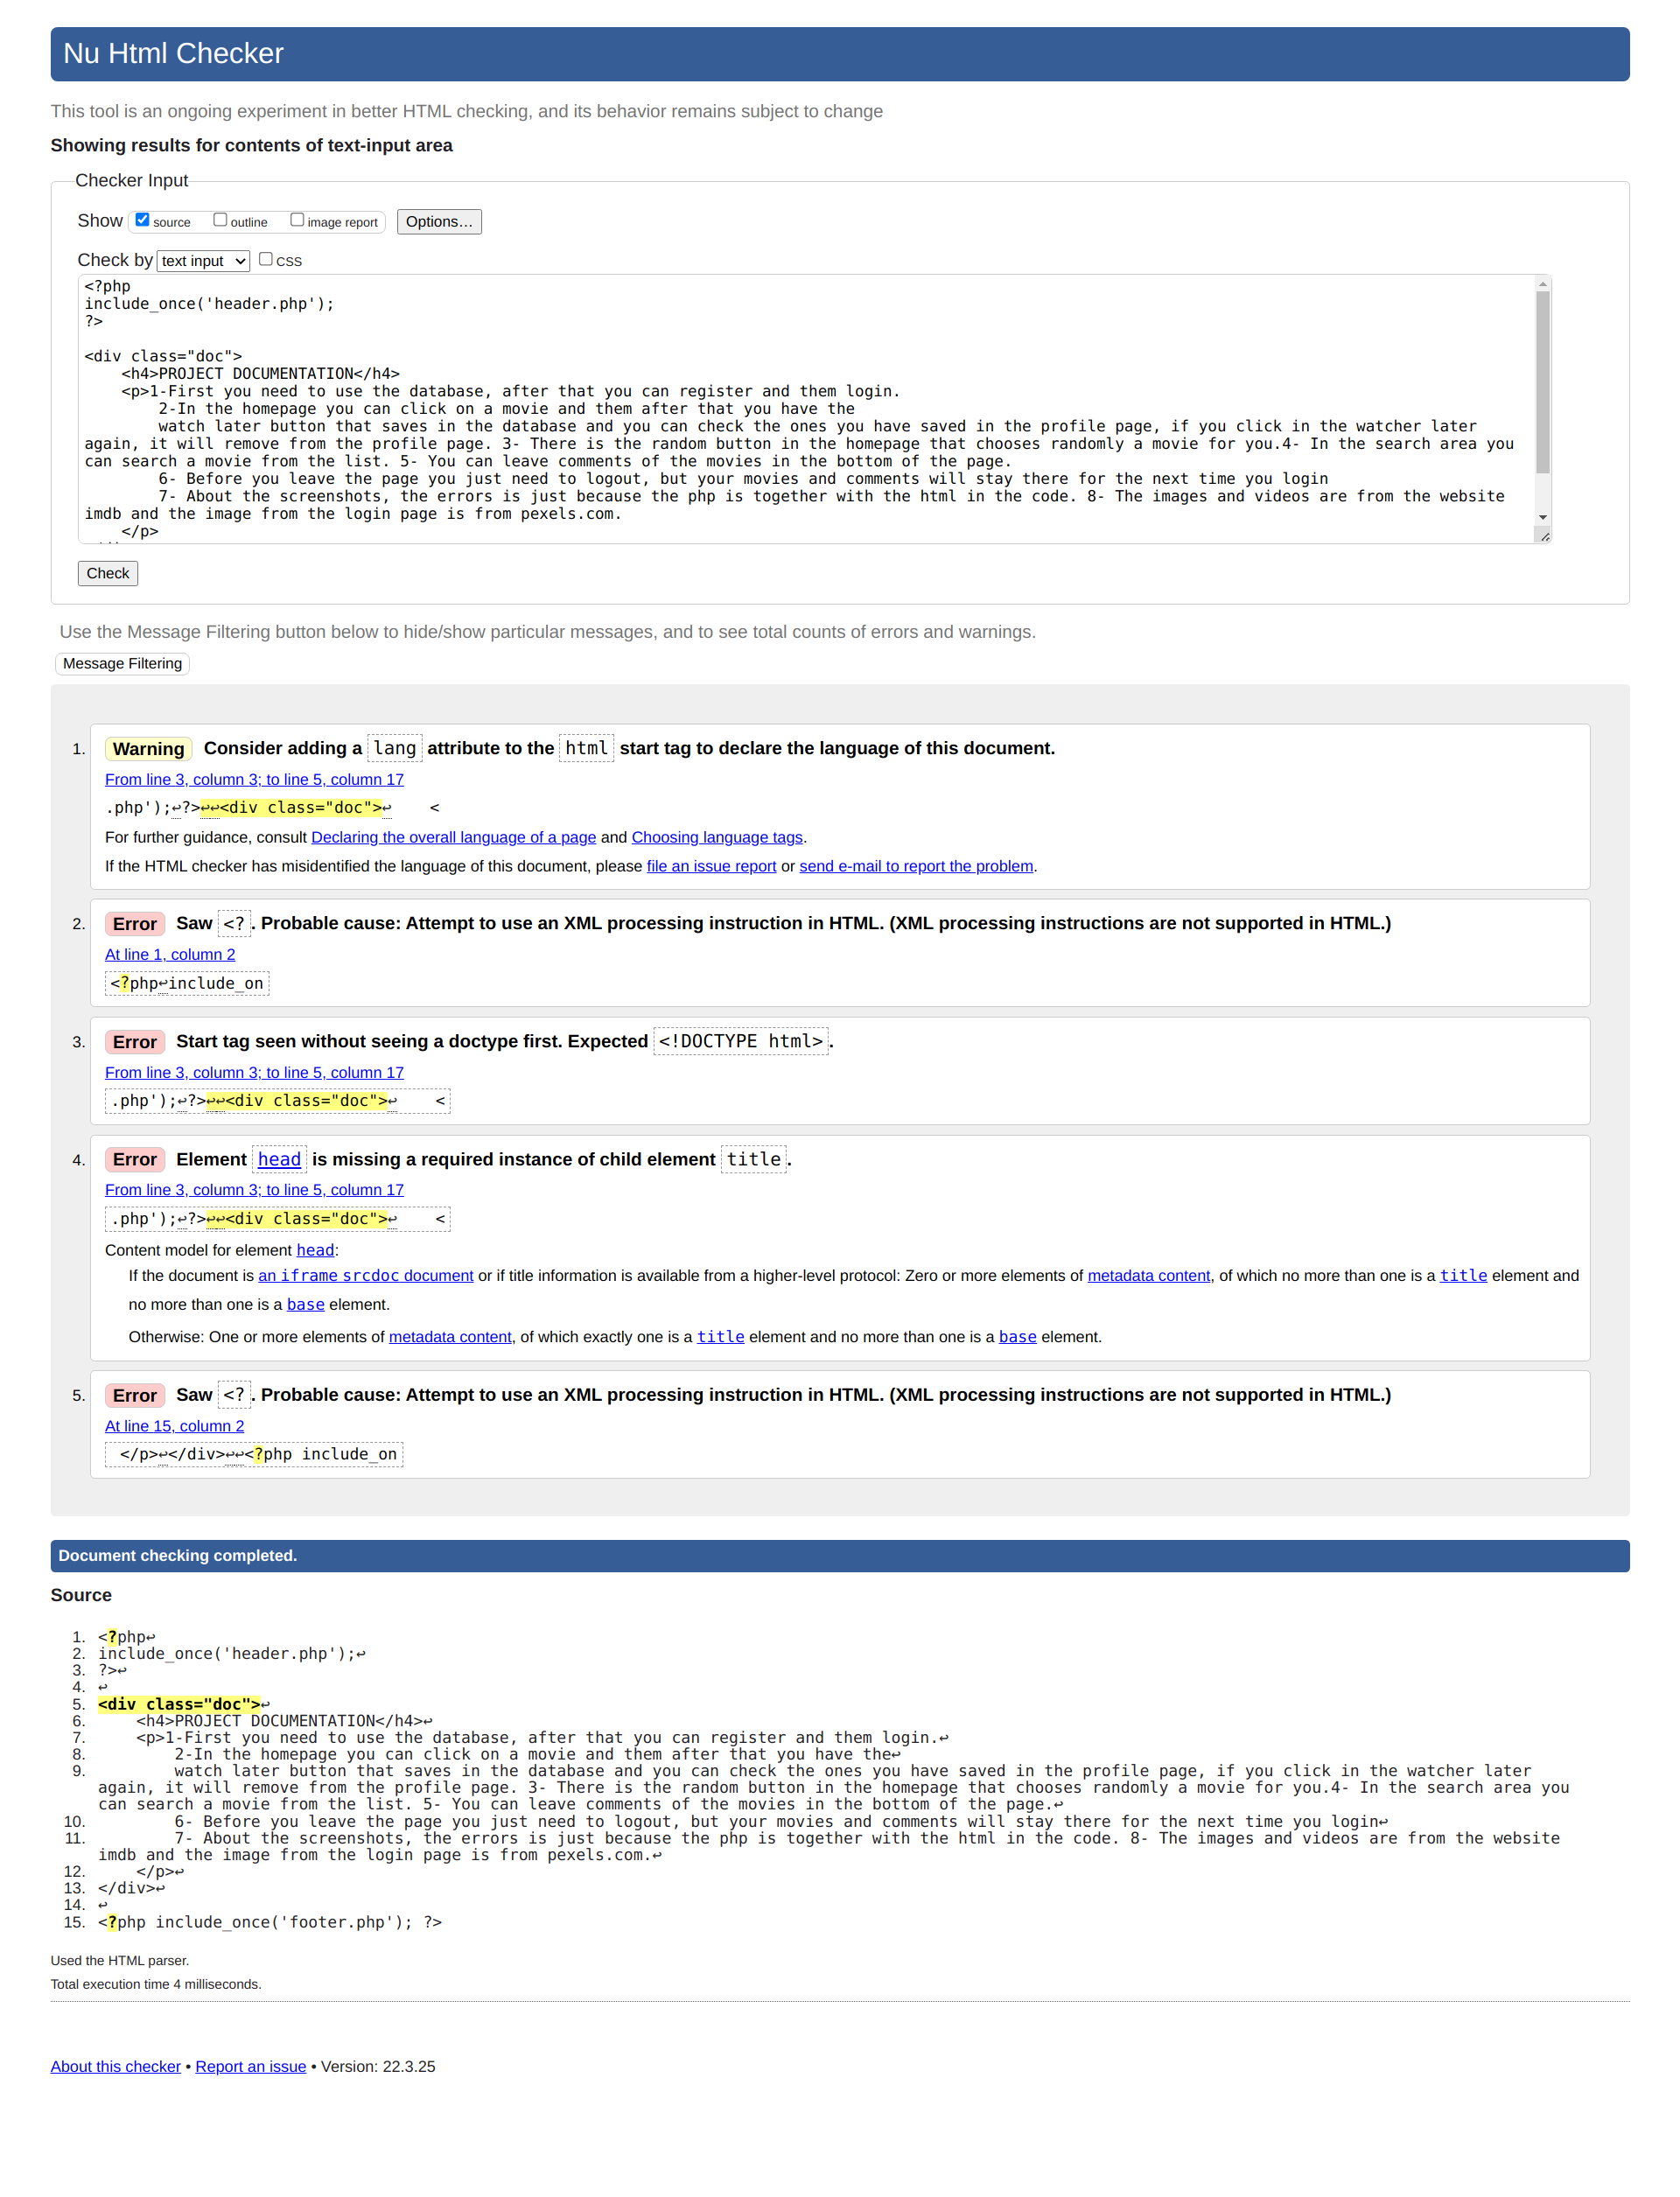 Nu Html Checker
This tool is an ongoing experiment in better HTML checking, and its behavior remains subject to change
Showing results for contents of text-input area
Checker Input
Show source outline image report Options…
Check by text input CSS
<?php
include_once('header.php');
?>
<div class="doc">
    <h4>PROJECT DOCUMENTATION</h4>
    <p>1-First you need to use the database, after that you can register and them login.
        2-In the homepage you can click on a movie and them after that you have the
        watch later button that saves in the database and you can check the ones you have saved in the profile page, if you click in the watcher later
again, it will remove from the profile page. 3- There is the random button in the homepage that chooses randomly a movie for you.4- In the search area you
can search a movie from the list. 5- You can leave comments of the movies in the bottom of the page.
        6- Before you leave the page you just need to logout, but your movies and comments will stay there for the next time you login
        7- About the screenshots, the errors is just because the php is together with the html in the code. 8- The images and videos are from the website
imdb and the image from the login page is from pexels.com.
    </p>
Check
Use the Message Filtering button below to hide/show particular messages, and to see total counts of errors and warnings.
Message Filtering
1. Warning Consider adding a lang attribute to the html start tag to declare the language of this document.
From line 3, column 3; to line 5, column 17
.php');↩?>↩↩<div class="doc">↩    <
For further guidance, consult Declaring the overall language of a page and Choosing language tags.
If the HTML checker has misidentified the language of this document, please file an issue report or send e-mail to report the problem.
2. Error Saw <?. Probable cause: Attempt to use an XML processing instruction in HTML. (XML processing instructions are not supported in HTML.)
At line 1, column 2
<?php↩include_on
3. Error Start tag seen without seeing a doctype first. Expected <!DOCTYPE html>.
From line 3, column 3; to line 5, column 17
.php');↩?>↩↩<div class="doc">↩    <
4. Error Element head is missing a required instance of child element title.
From line 3, column 3; to line 5, column 17
.php');↩?>↩↩<div class="doc">↩    <
Content model for element head:
If the document is an iframe srcdoc document or if title information is available from a higher-level protocol: Zero or more elements of metadata content, of which no more than one is a title element and
no more than one is a base element.
Otherwise: One or more elements of metadata content, of which exactly one is a title element and no more than one is a base element.
5. Error Saw <?. Probable cause: Attempt to use an XML processing instruction in HTML. (XML processing instructions are not supported in HTML.)
At line 15, column 2
</p>↩</div>↩↩<?php include_on
Document checking completed.
Source
1. <?php↩
2. include_once('header.php');↩
3. ?>↩
4. ↩
5. <div class="doc">↩
6.     <h4>PROJECT DOCUMENTATION</h4>↩
7.     <p>1-First you need to use the database, after that you can register and them login.↩
8.         2-In the homepage you can click on a movie and them after that you have the↩
9.         watch later button that saves in the database and you can check the ones you have saved in the profile page, if you click in the watcher later
again, it will remove from the profile page. 3- There is the random button in the homepage that chooses randomly a movie for you.4- In the search area you
can search a movie from the list. 5- You can leave comments of the movies in the bottom of the page.↩
10.         6- Before you leave the page you just need to logout, but your movies and comments will stay there for the next time you login↩
11.         7- About the screenshots, the errors is just because the php is together with the html in the code. 8- The images and videos are from the website
imdb and the image from the login page is from pexels.com.↩
12.     </p>↩
13. </div>↩
14. ↩
15. <?php include_once('footer.php'); ?>
Used the HTML parser.
Total execution time 4 milliseconds.
About this checker • Report an issue • Version: 22.3.25